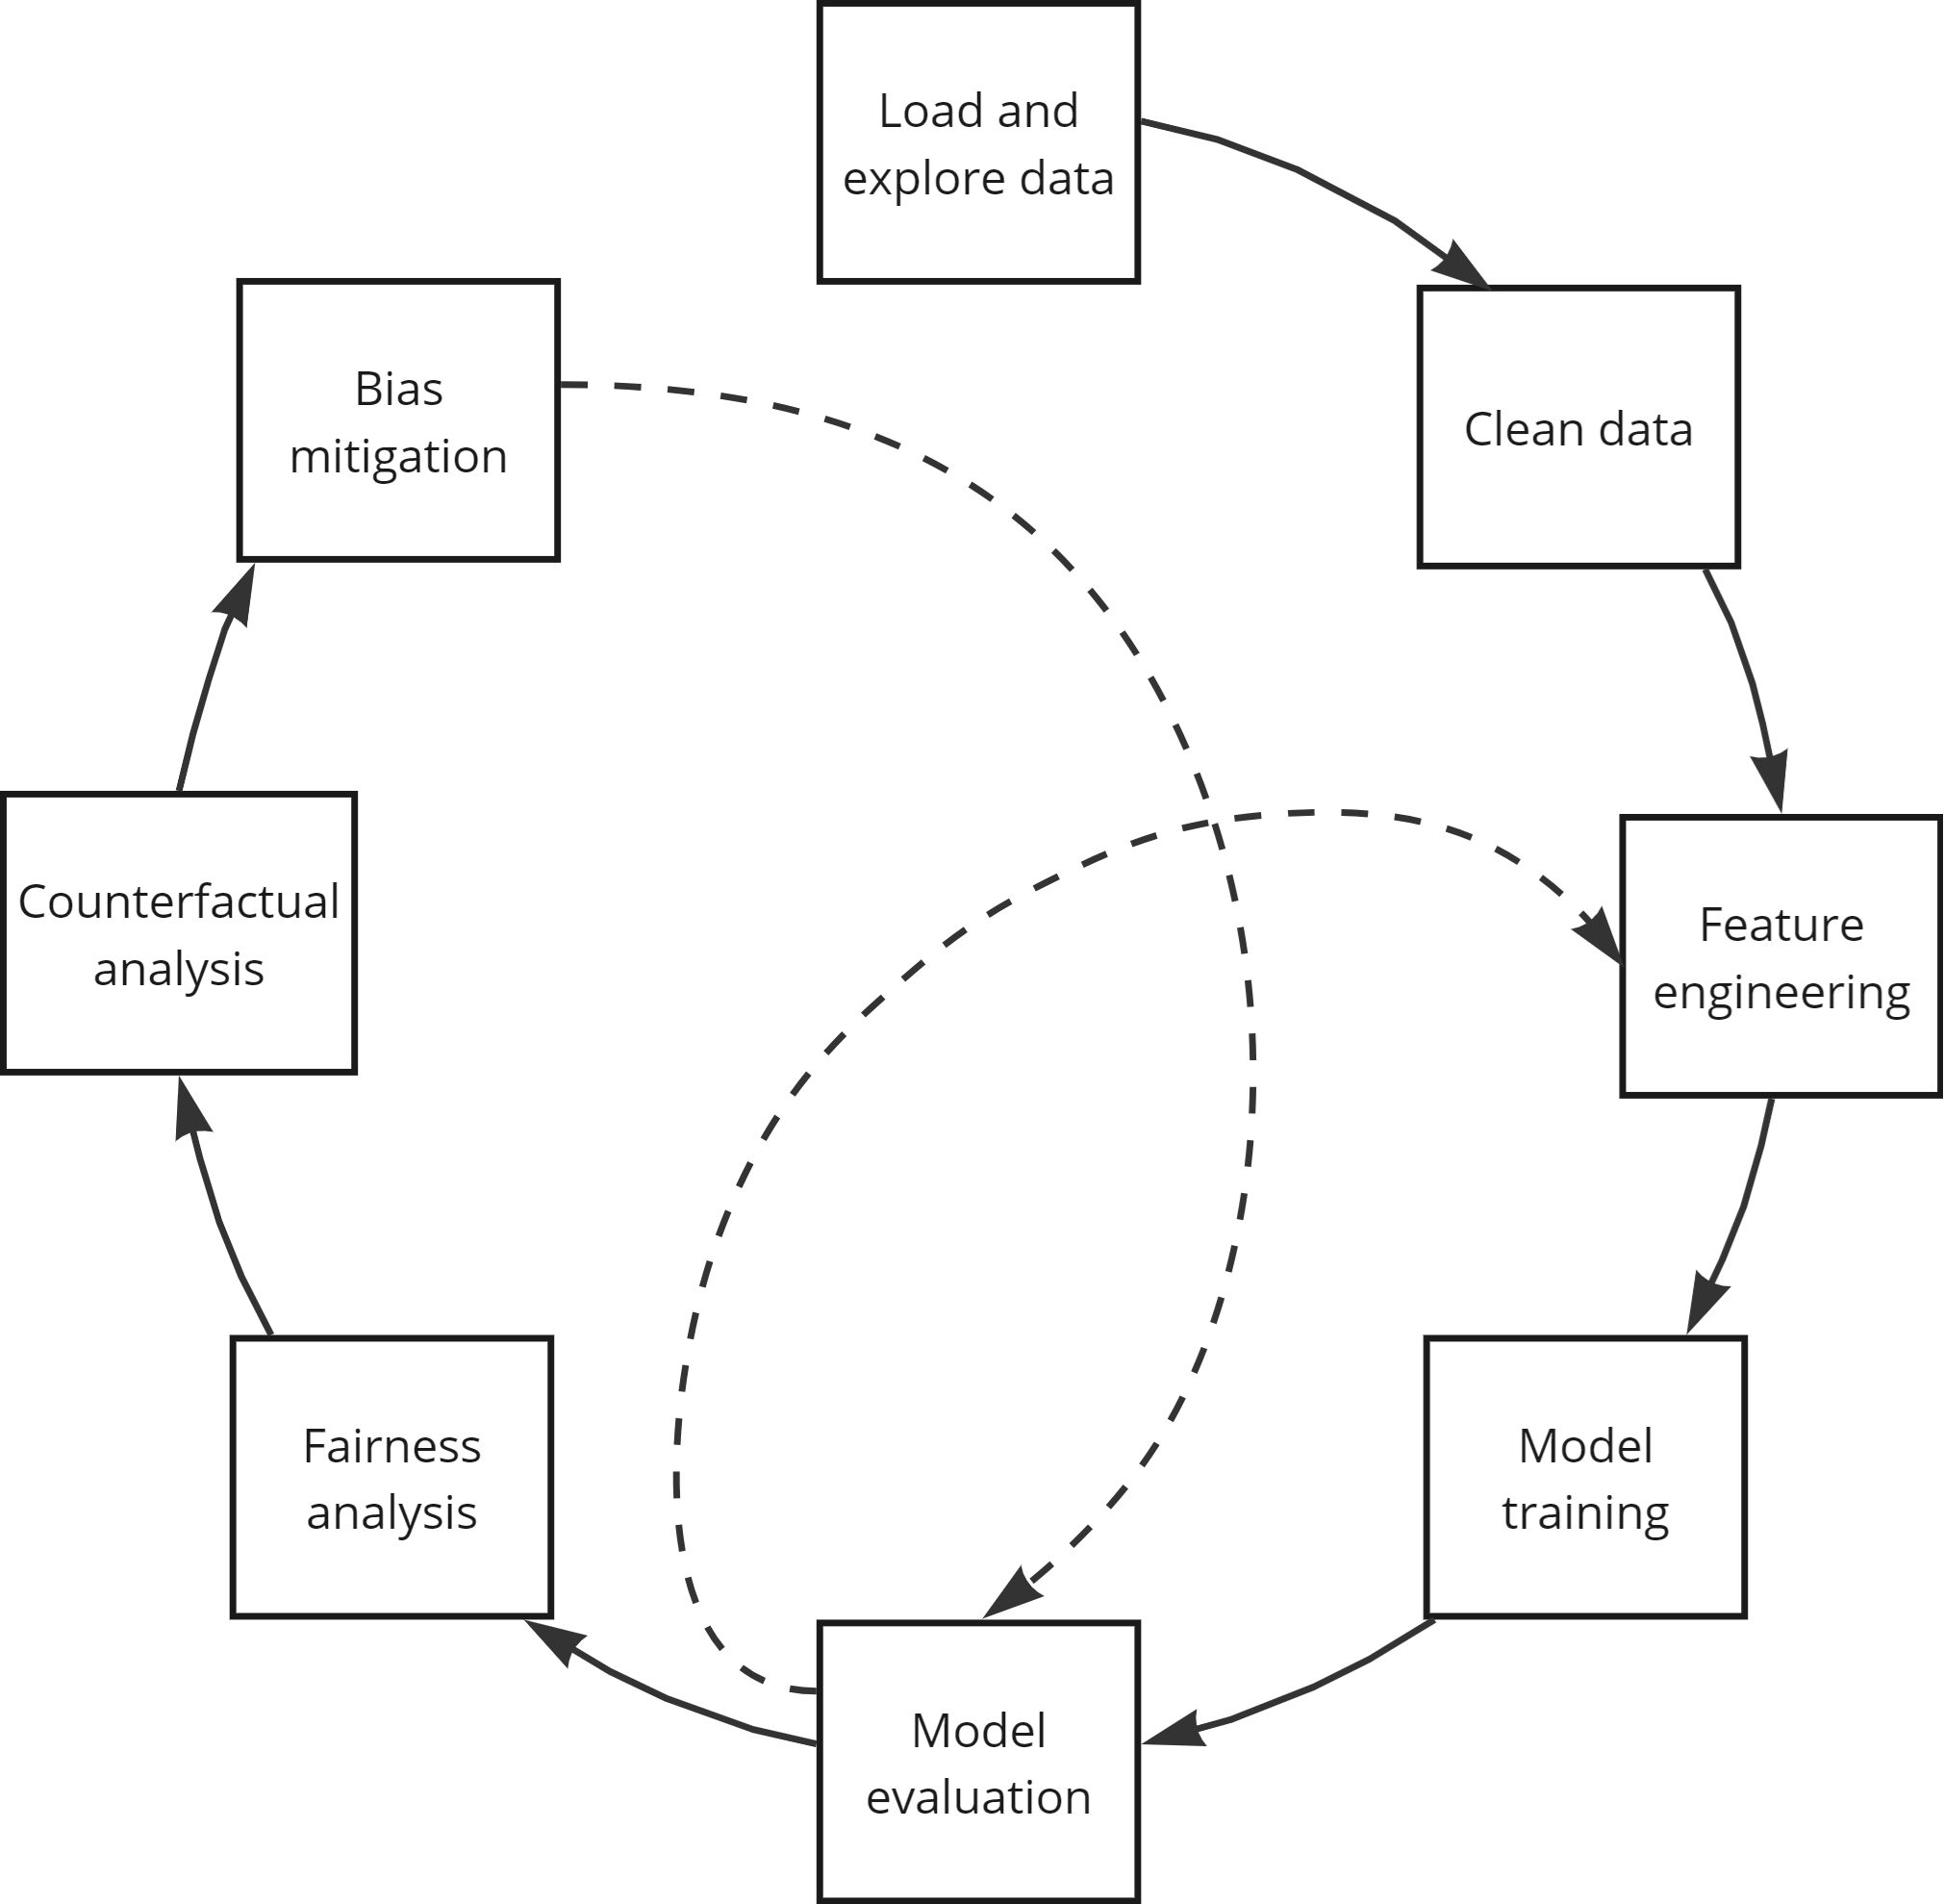 Load and
explore data
Clean data
Feature
engineering
Model
training
Model
evaluation
Fairness
analysis
Counterfactual
analysis
Bias
mitigation